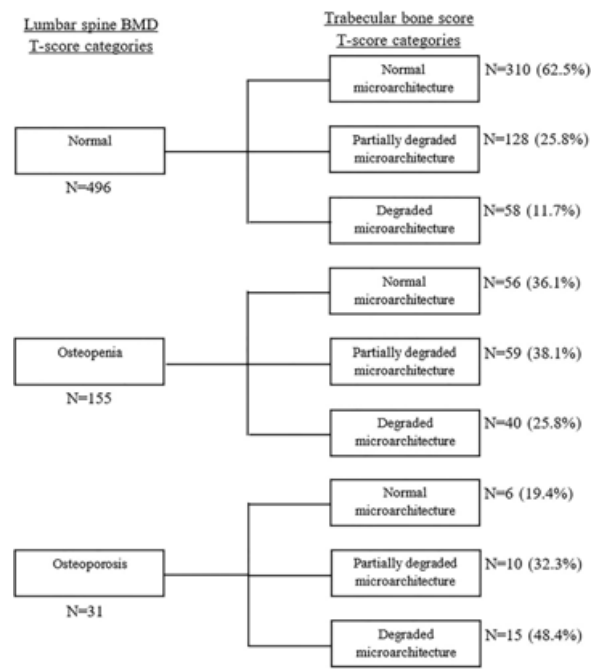 Lumbar spine BMD
T-score categories
Trabecular bone score
T-score categories
Normal
N=496
Normal
microarchitecture
N=310 (62.5%)
Partially degraded
microarchitecture
N=128 (25.8%)
Degraded
microarchitecture
N=58 (11.7%)
Osteopenia
N=155
Normal
microarchitecture
N=56 (36.1%)
Partially degraded
microarchitecture
N=59 (38.1%)
Degraded
microarchitecture
N=40 (25.8%)
Osteoporosis
N=31
Normal
microarchitecture
N=6 (19.4%)
Partially degraded
microarchitecture
N=10 (32.3%)
Degraded
microarchitecture
N=15 (48.4%)